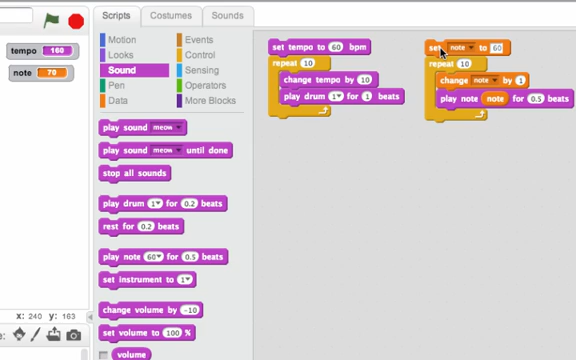 Scripts Costumes Sounds
tempo 160
note 70
Motion Events
Looks Control
Sound Sensing
Pen Operators
Data More Blocks
play sound meow
play sound meow until done
stop all sounds
play drum 1 for 0.2 beats
rest for 0.2 beats
play note 60 for 0.5 beats
set instrument to 1
change volume by -10
set volume to 100 %
volume
x: 240 y: 163
set tempo to 60 bpm
repeat 10
change tempo by 10
play drum 1 for 1 beats
set note to 60
repeat 10
change note by 1
play note note for 0.5 beats